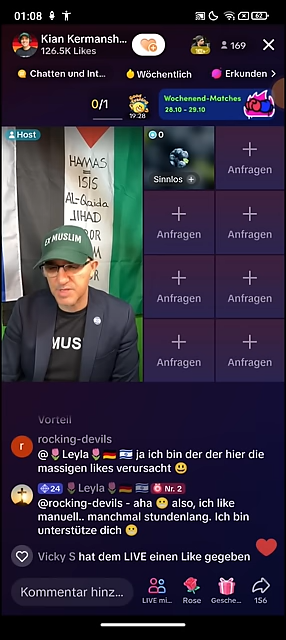 01:08
62
Kian Kermansh...
126.5K Likes
169
Chatten und Int...
Wöchentlich
Erkunden
0/1
19:28
Wochenend-Matches
28.10 - 29.10
Host
0
Sinnlos
Anfragen
Anfragen
Anfragen
Anfragen
Anfragen
Anfragen
Anfragen
HAMAS
=
ISIS
AL-Qaida
JIHAD
MUSLIM
MUS
Vorteil
rocking-devils
@🌷Leyla🌷🇩🇪 🇮🇱 ja ich bin der der hier die
massigen likes verursacht 😃
24 🌷Leyla🌷🇩🇪 🇮🇱 Nr. 2
@rocking-devils - aha 😬 also, ich like
manuell.. manchmal stundenlang. Ich bin
unterstütze dich 😬
Vicky S hat dem LIVE einen Like gegeben
Kommentar hinz...
LIVE mi...
Rose
Gesche...
156